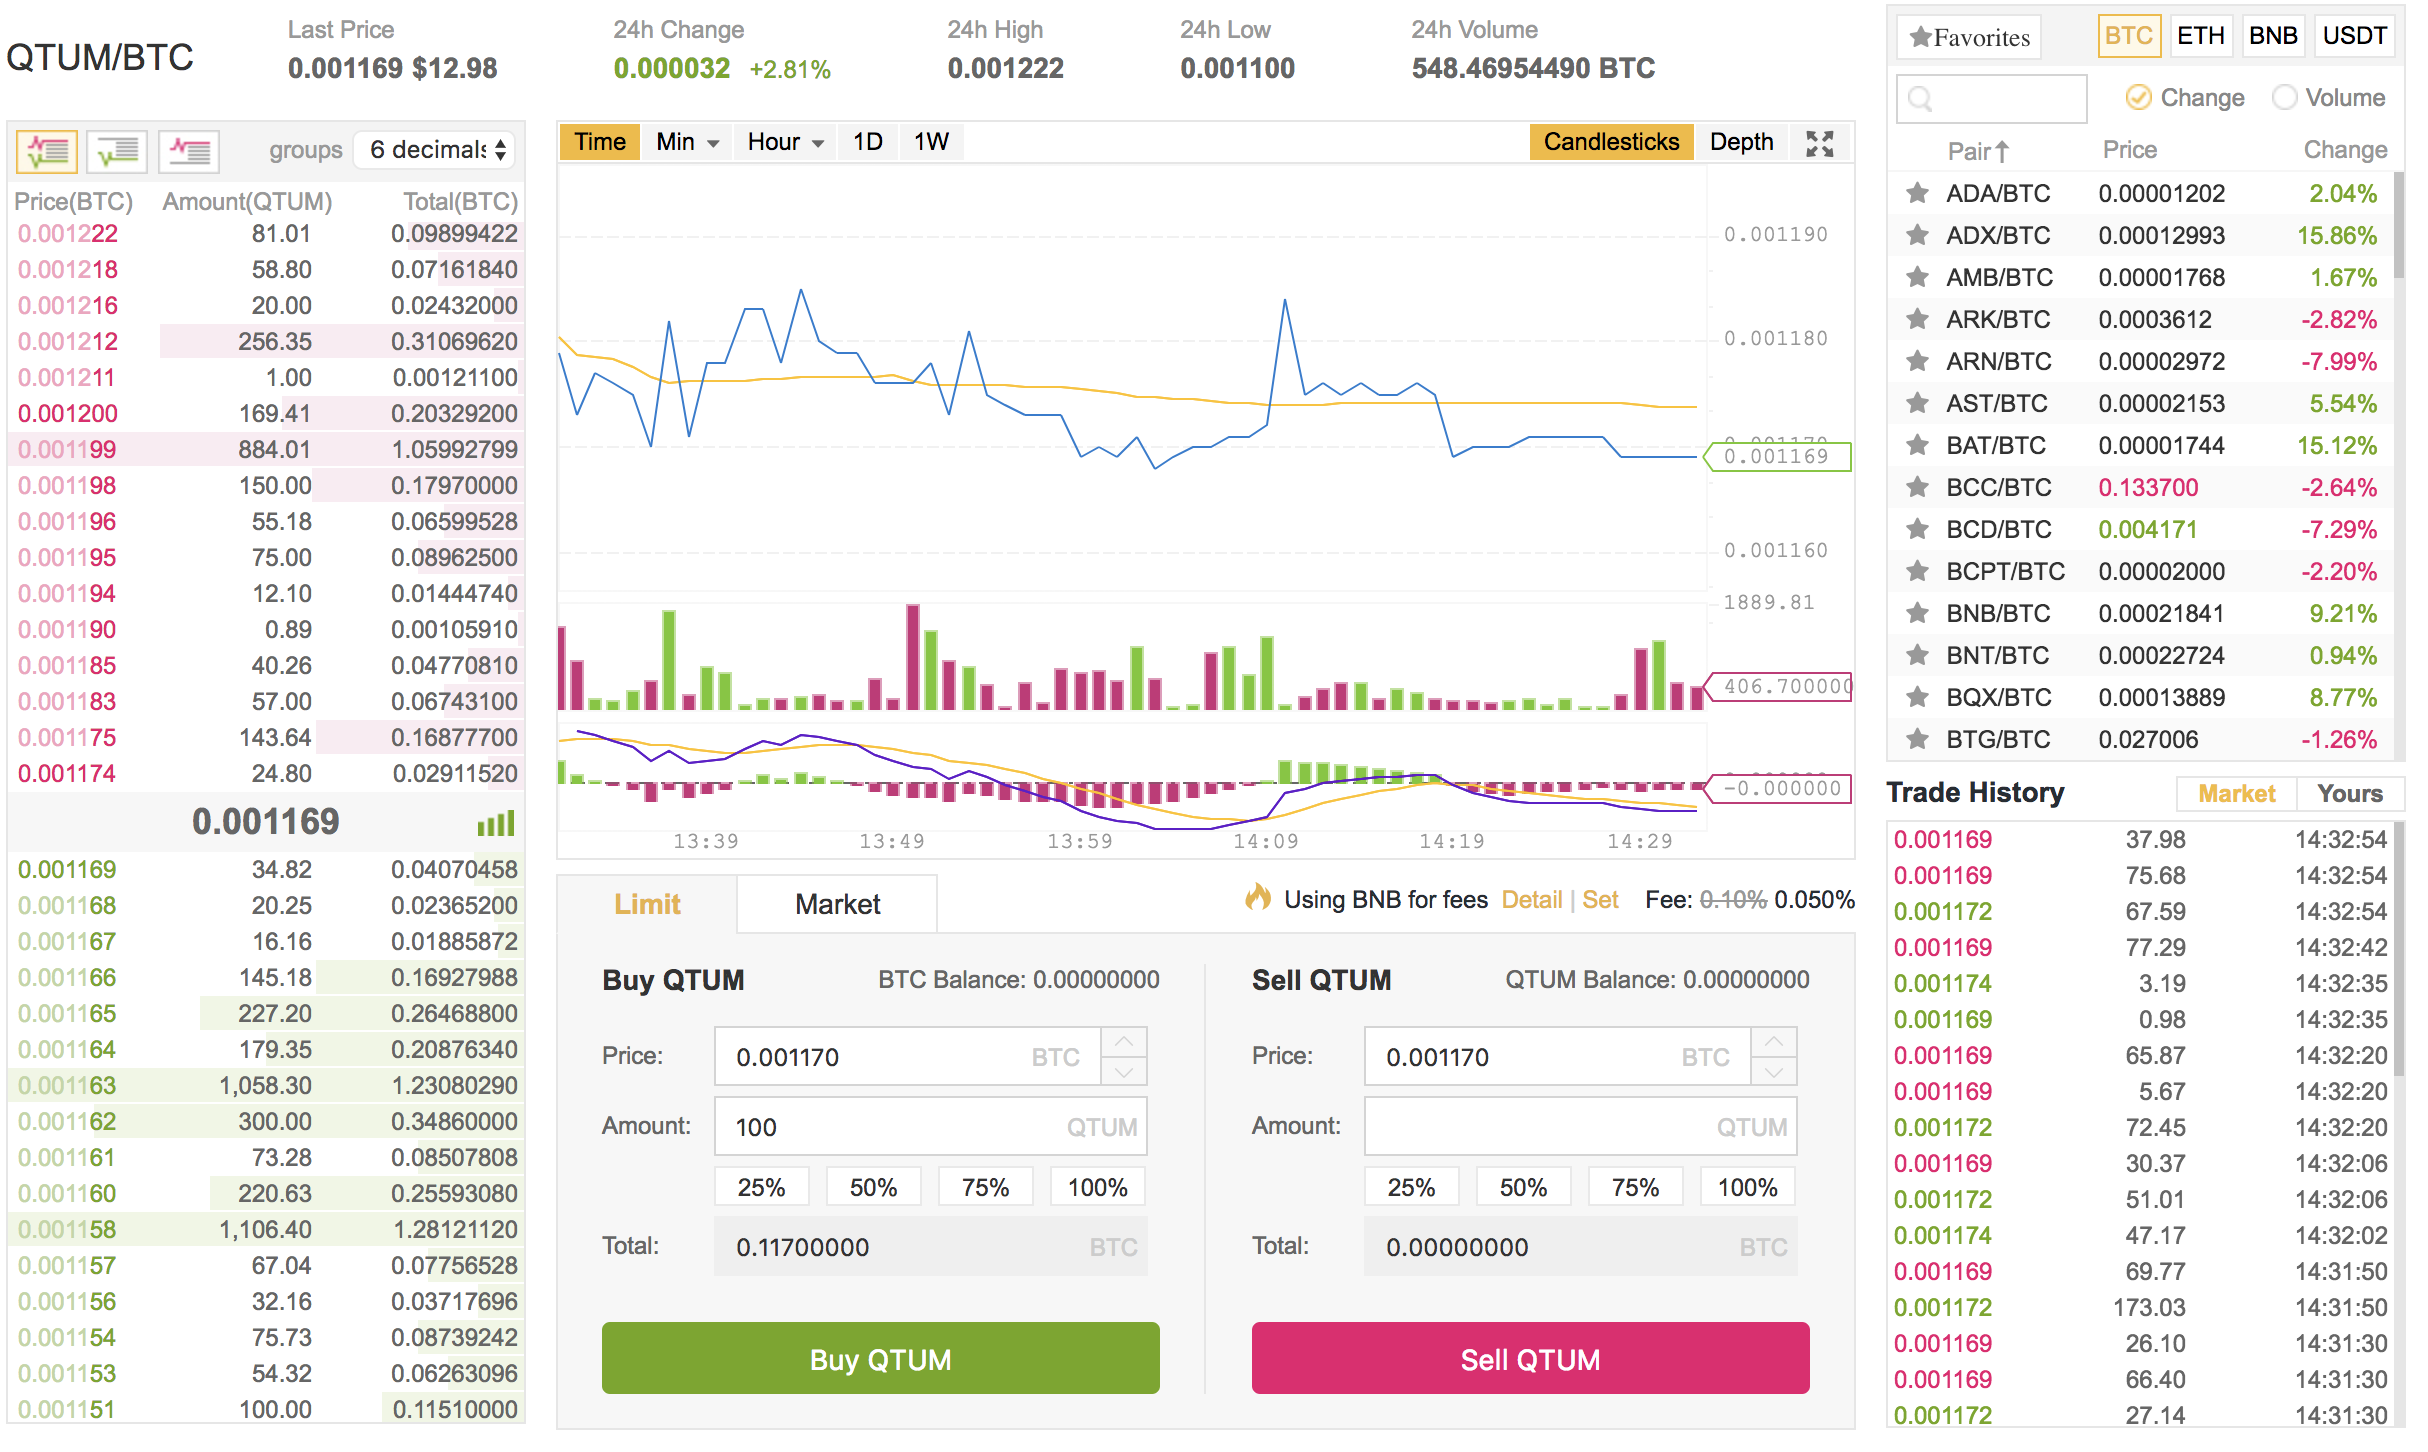 QTUM/BTC
Last Price
0.001169 $12.98
24h Change
0.000032 +2.81%
24h High
0.001222
24h Low
0.001100
24h Volume
548.46954490 BTC
groups 6 decimals
Price(BTC) Amount(QTUM) Total(BTC)
0.001222 81.01 0.09899422
0.001218 58.80 0.07161840
0.001216 20.00 0.02432000
0.001212 256.35 0.31069620
0.001211 1.00 0.00121100
0.001200 169.41 0.20329200
0.001199 884.01 1.05992799
0.001198 150.00 0.17970000
0.001196 55.18 0.06599528
0.001195 75.00 0.08962500
0.001194 12.10 0.01444740
0.001190 0.89 0.00105910
0.001185 40.26 0.04770810
0.001183 57.00 0.06743100
0.001175 143.64 0.16877700
0.001174 24.80 0.02911520
0.001169
0.001169 34.82 0.04070458
0.001168 20.25 0.02365200
0.001167 16.16 0.01885872
0.001166 145.18 0.16927988
0.001165 227.20 0.26468800
0.001164 179.35 0.20876340
0.001163 1,058.30 1.23080290
0.001162 300.00 0.34860000
0.001161 73.28 0.08507808
0.001160 220.63 0.25593080
0.001158 1,106.40 1.28121120
0.001157 67.04 0.07756528
0.001156 32.16 0.03717696
0.001154 75.73 0.08739242
0.001153 54.32 0.06263096
0.001151 100.00 0.11510000
Time Min Hour 1D 1W Candlesticks Depth
0.001190
0.001180
0.001170
0.001169
0.001160
1889.81
406.700000
-0.000000
13:39 13:49 13:59 14:09 14:19 14:29
Limit Market Using BNB for fees Detail | Set Fee: 0.10% 0.050%
Buy QTUM BTC Balance: 0.00000000
Price: 0.001170 BTC
Amount: 100 QTUM
25% 50% 75% 100%
Total: 0.11700000 BTC
Buy QTUM
Sell QTUM QTUM Balance: 0.00000000
Price: 0.001170 BTC
Amount: QTUM
25% 50% 75% 100%
Total: 0.00000000 BTC
Sell QTUM
Favorites BTC ETH BNB USDT
Change Volume
Pair↑ Price Change
ADA/BTC 0.00001202 2.04%
ADX/BTC 0.00012993 15.86%
AMB/BTC 0.00001768 1.67%
ARK/BTC 0.0003612 -2.82%
ARN/BTC 0.00002972 -7.99%
AST/BTC 0.00002153 5.54%
BAT/BTC 0.00001744 15.12%
BCC/BTC 0.133700 -2.64%
BCD/BTC 0.004171 -7.29%
BCPT/BTC 0.00002000 -2.20%
BNB/BTC 0.00021841 9.21%
BNT/BTC 0.00022724 0.94%
BQX/BTC 0.00013889 8.77%
BTG/BTC 0.027006 -1.26%
Trade History Market Yours
0.001169 37.98 14:32:54
0.001169 75.68 14:32:54
0.001172 67.59 14:32:54
0.001169 77.29 14:32:42
0.001174 3.19 14:32:35
0.001169 0.98 14:32:35
0.001169 65.87 14:32:20
0.001169 5.67 14:32:20
0.001172 72.45 14:32:20
0.001169 30.37 14:32:06
0.001172 51.01 14:32:06
0.001174 47.17 14:32:02
0.001169 69.77 14:31:50
0.001172 173.03 14:31:50
0.001169 26.10 14:31:30
0.001169 66.40 14:31:30
0.001172 27.14 14:31:30